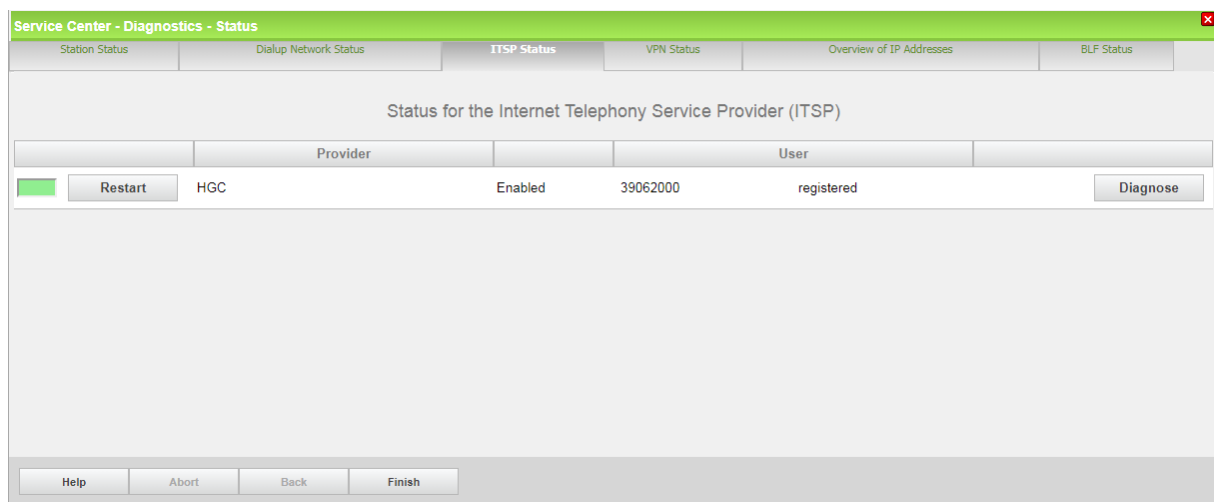 Service Center - Diagnostics - Status
Station Status Dialup Network Status ITSP Status VPN Status Overview of IP Addresses BLF Status
Status for the Internet Telephony Service Provider (ITSP)
Provider User
Restart HGC Enabled 39062000 registered Diagnose
Help Abort Back Finish